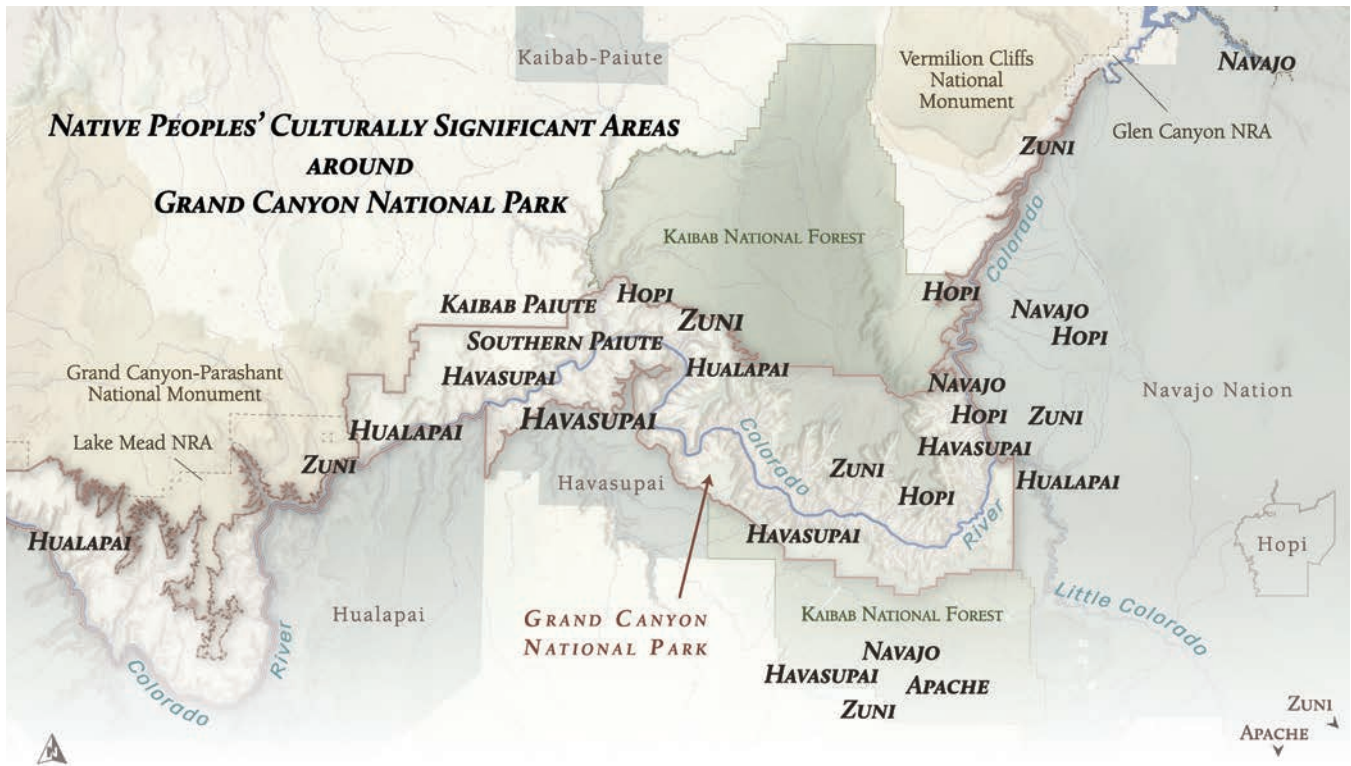 Kaibab-Paiute
Vermilion Cliffs
National
Monument
NAVAJO
Glen Canyon NRA
NATIVE PEOPLES' CULTURALLY SIGNIFICANT AREAS
AROUND
GRAND CANYON NATIONAL PARK
ZUNI
KAIBAB NATIONAL FOREST
Colorado
KAIBAB PAIUTE
HOPI
ZUNI
HOPI
NAVAJO
HOPI
SOUTHERN PAIUTE
HAVASUPAI
HUALAPAI
Grand Canyon-Parashant
National Monument
NAVAJO
Navajo Nation
HOPI
ZUNI
HAVASUPAI
HUALAPAI
Lake Mead NRA
ZUNI
Colorado
HAVASUPAI
ZUNI
HOPI
HUALAPAI
Havasupai
HUALAPAI
HAVASUPAI
River
Hopi
Hualapai
GRAND CANYON
NATIONAL PARK
KAIBAB NATIONAL FOREST
Little Colorado
River
Colorado
NAVAJO
HAVASUPAI
APACHE
ZUNI
ZUNI
APACHE
N